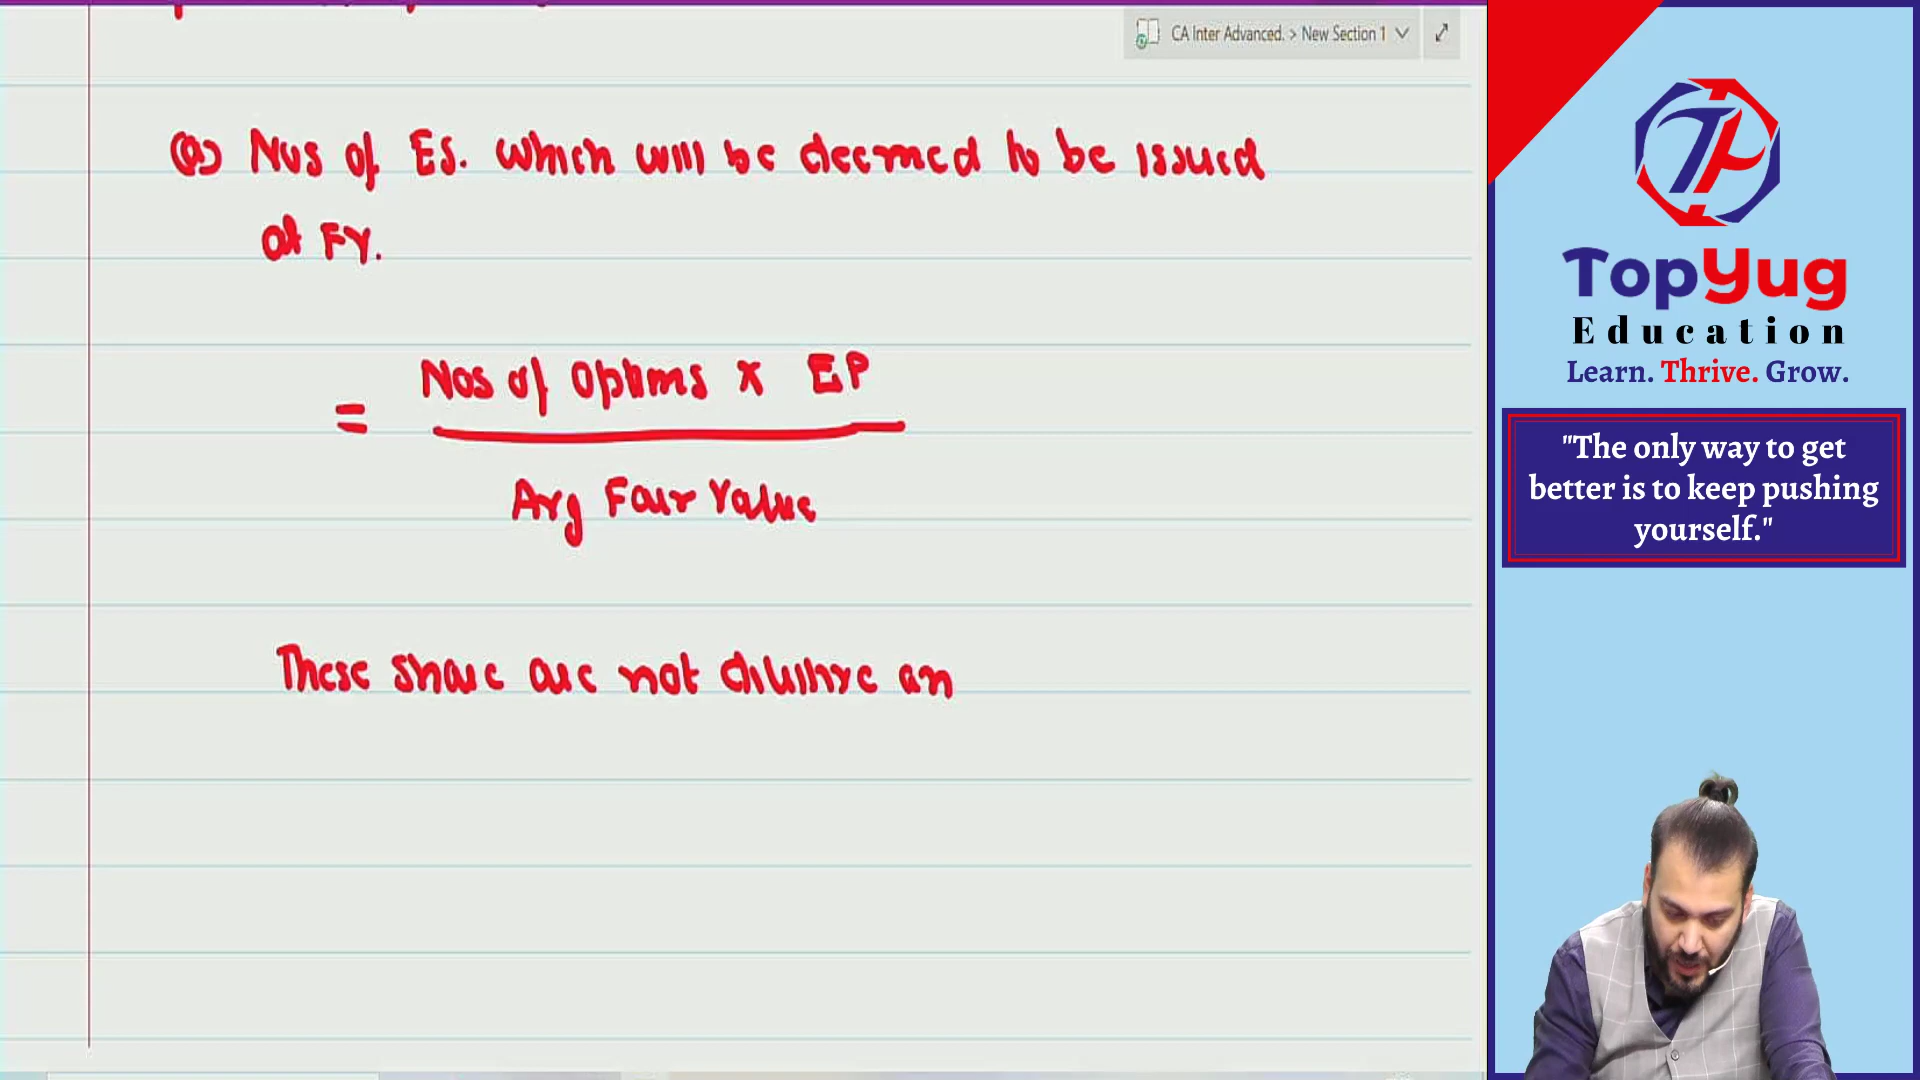 CA Inter Advanced. > New Section 1
(a) Nos of ES. which will be deemed to be issued
at FV.
= Nos of options x EP
Avg Fair Value
These share are not dilutive an
TopYug
Education
Learn. Thrive. Grow.
"The only way to get
better is to keep pushing
yourself."